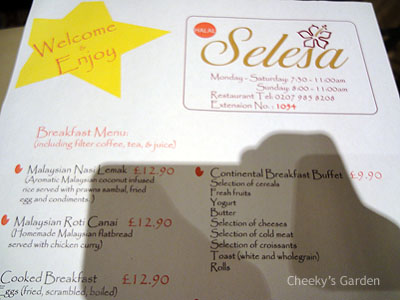 Welcome
&
Enjoy
HALAL
Selesa
Monday - Saturday: 7:30 - 11:00am
Sunday: 8:00 - 11:00am
Restaurant Tel: 0207 985 8208
Extension No.: 1054
Breakfast Menu:
(including filter coffee, tea, & juice)
Malaysian Nasi Lemak £12.90
(Aromatic Malaysian coconut infused
rice served with prawns sambal, fried
egg and condiments.)
Malaysian Roti Canai £12.90
(Homemade Malaysian flatbread
served with chicken curry)
Cooked Breakfast £12.90
Eggs (fried, scrambled, boiled)
Continental Breakfast Buffet £9.90
Selection of cereals
Fresh fruits
Yogurt
Butter
Selection of cheeses
Selection of cold meat
Selection of croissants
Toast (white and wholegrain)
Rolls
Cheeky's Garden